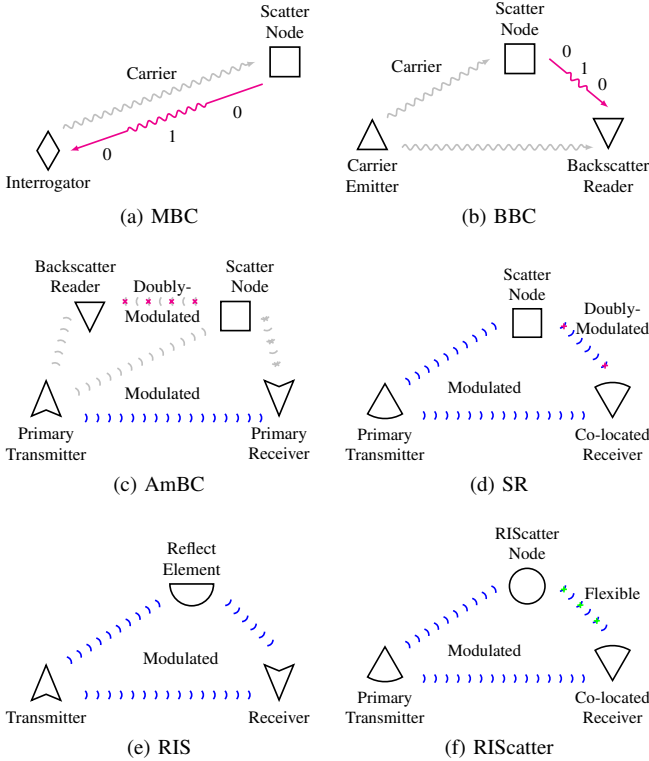 Scatter
Node
Carrier
0
1
0
Interrogator
(a) MBC
Scatter
Node
0
1
0
Carrier
Carrier
Emitter
Backscatter
Reader
(b) BBC
Backscatter
Reader
Doubly-
Modulated
Scatter
Node
Modulated
Primary
Transmitter
Primary
Receiver
(c) AmBC
Scatter
Node
Doubly-
Modulated
Modulated
Primary
Transmitter
Co-located
Receiver
(d) SR
Reflect
Element
Modulated
Transmitter
Receiver
(e) RIS
RIScatter
Node
Flexible
Modulated
Primary
Transmitter
Co-located
Receiver
(f) RIScatter